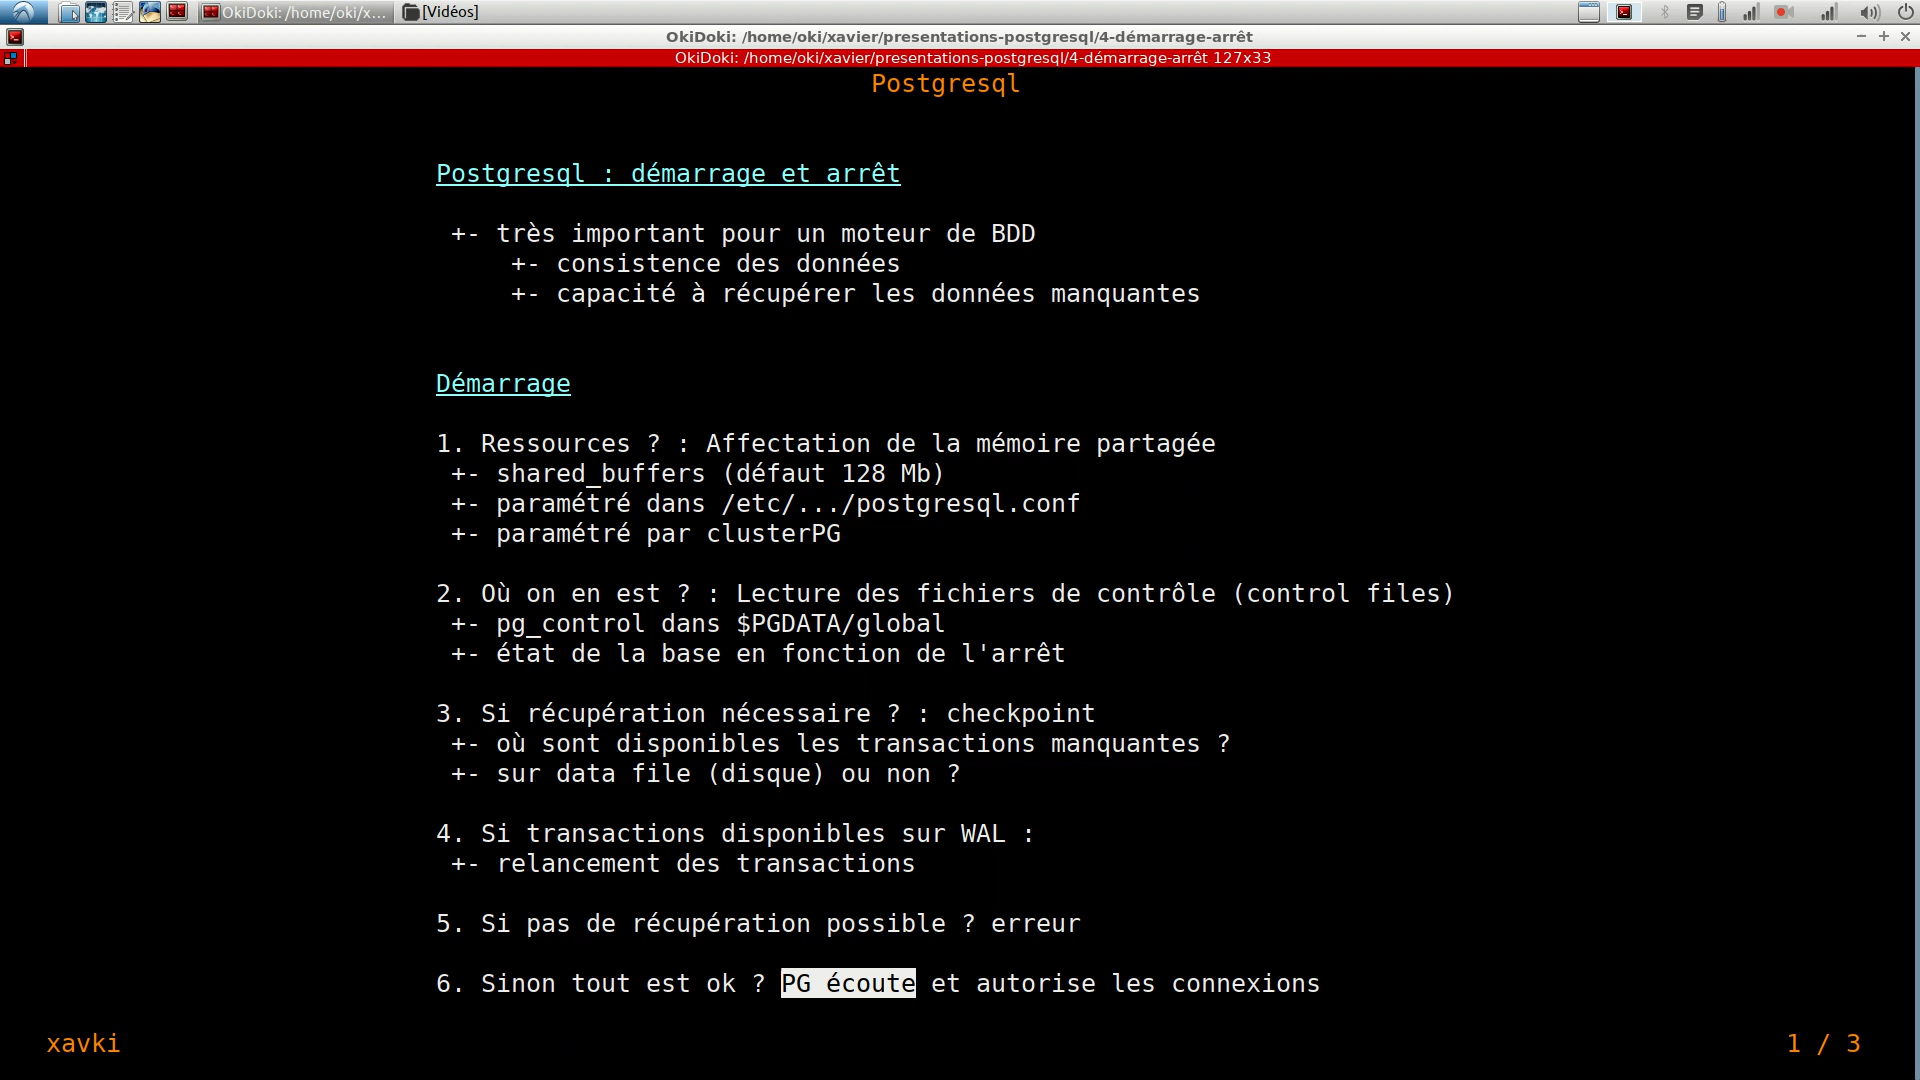 OkiDoki: /home/oki/x... [Vidéos]
OkiDoki: /home/oki/xavier/presentations-postgresql/4-démarrage-arrêt
OkiDoki: /home/oki/xavier/presentations-postgresql/4-démarrage-arrêt 127x33
Postgresql
Postgresql : démarrage et arrêt
+- très important pour un moteur de BDD
+- consistence des données
+- capacité à récupérer les données manquantes
Démarrage
1. Ressources ? : Affectation de la mémoire partagée
+- shared_buffers (défaut 128 Mb)
+- paramétré dans /etc/.../postgresql.conf
+- paramétré par clusterPG
2. Où on en est ? : Lecture des fichiers de contrôle (control files)
+- pg_control dans $PGDATA/global
+- état de la base en fonction de l'arrêt
3. Si récupération nécessaire ? : checkpoint
+- où sont disponibles les transactions manquantes ?
+- sur data file (disque) ou non ?
4. Si transactions disponibles sur WAL :
+- relancement des transactions
5. Si pas de récupération possible ? erreur
6. Sinon tout est ok ? PG écoute et autorise les connexions
xavki
1 / 3